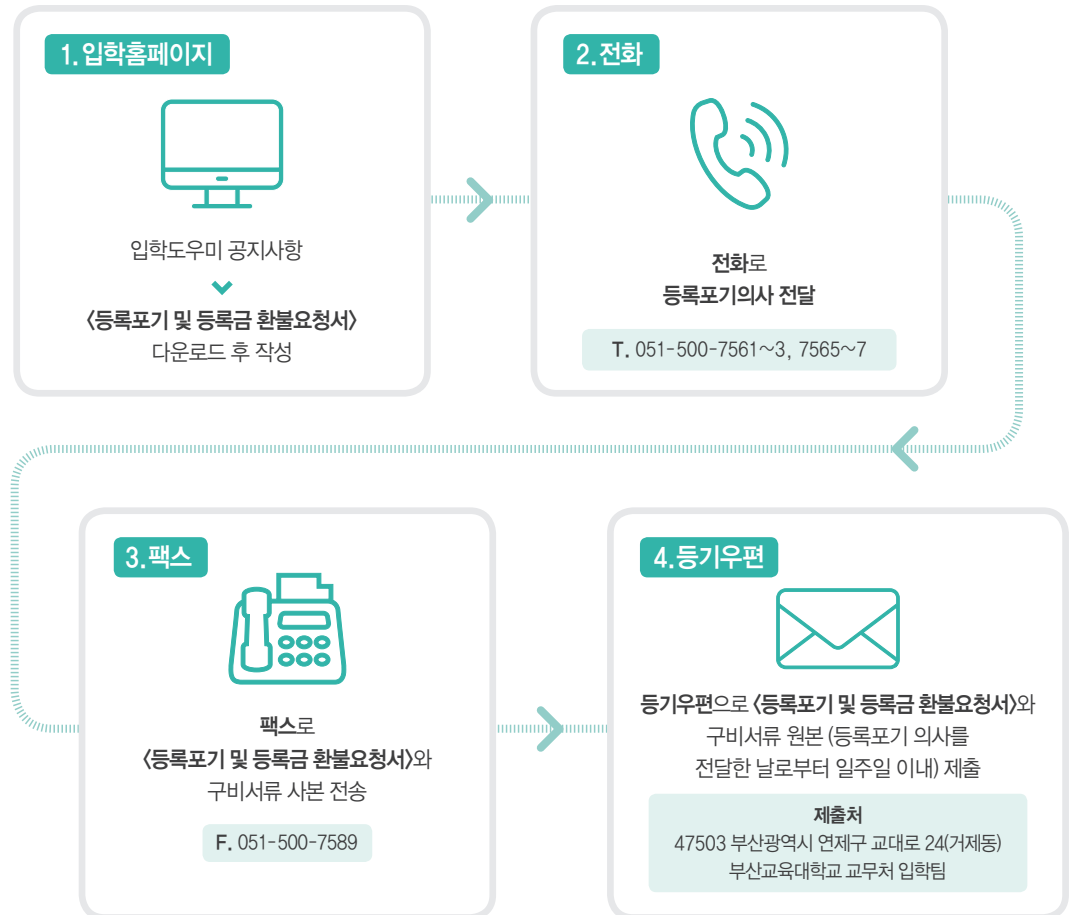 1. 입학홈페이지
입학도우미 공지사항
〈등록포기 및 등록금 환불요청서〉
다운로드 후 작성
2. 전화
전화로
등록포기의사 전달
T. 051-500-7561~3, 7565~7
3. 팩스
팩스로
〈등록포기 및 등록금 환불요청서〉와
구비서류 사본 전송
F. 051-500-7589
4. 등기우편
등기우편으로 〈등록포기 및 등록금 환불요청서〉와
구비서류 원본 (등록포기 의사를
전달한 날로부터 일주일 이내) 제출
제출처
47503 부산광역시 연제구 교대로 24(거제동)
부산교육대학교 교무처 입학팀